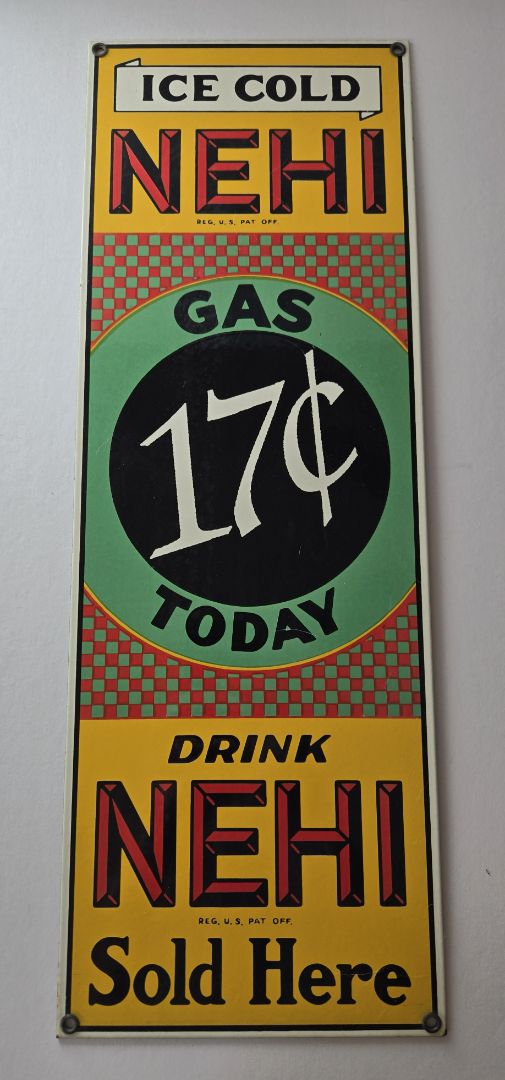 ICE COLD
NEHI
REG. U.S. PAT OFF.
GAS
17¢
TODAY
DRINK
NEHI
REG. U.S. PAT OFF.
Sold Here